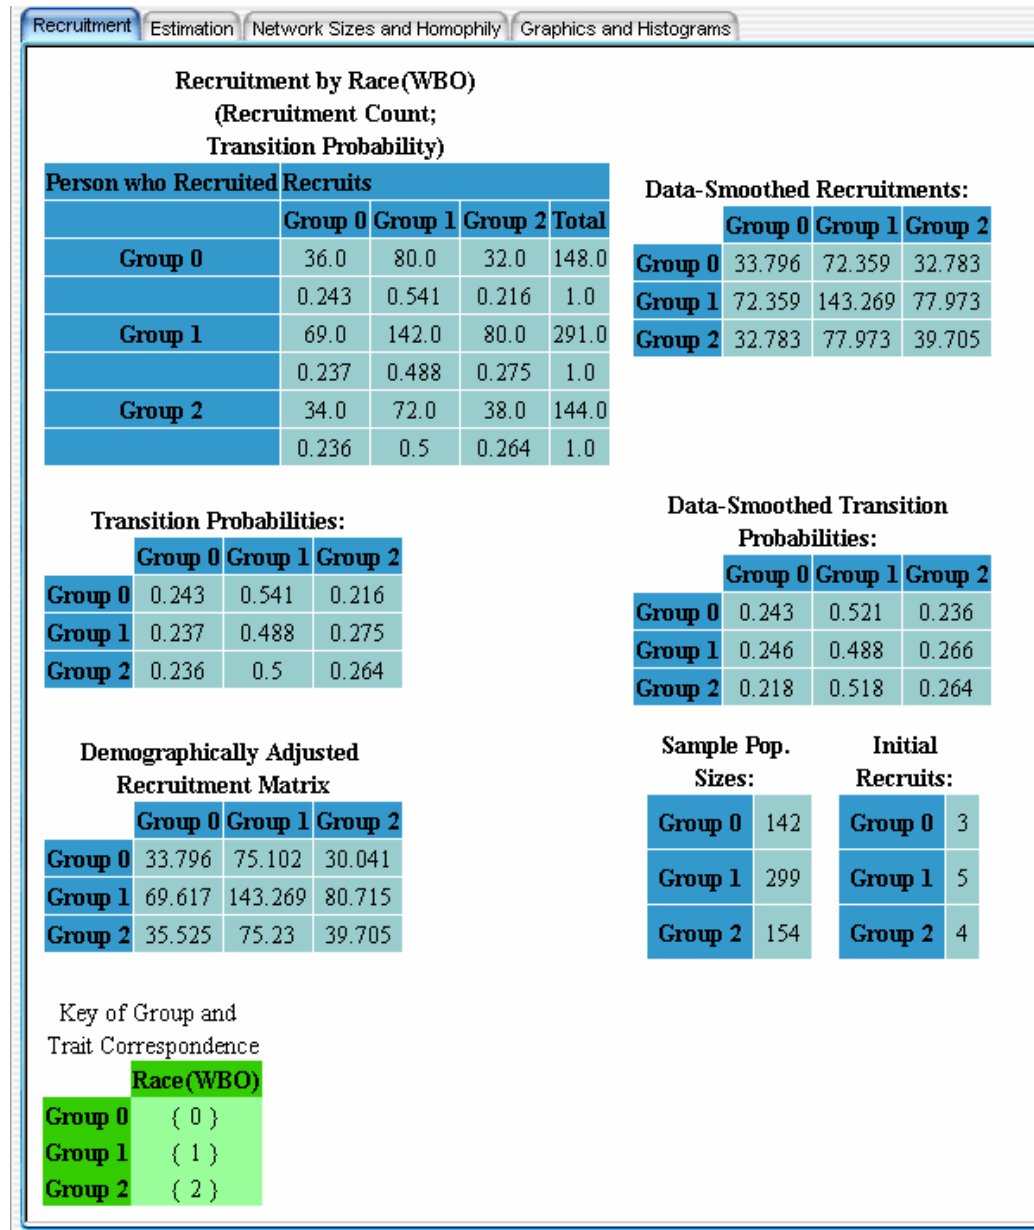 Recruitment Estimation Network Sizes and Homophily Graphics and Histograms
Recruitment by Race(WBO)
(Recruitment Count;
Transition Probability)
Person who Recruited Recruits
Group 0 Group 1 Group 2 Total
Group 0 36.0 80.0 32.0 148.0
0.243 0.541 0.216 1.0
Group 1 69.0 142.0 80.0 291.0
0.237 0.488 0.275 1.0
Group 2 34.0 72.0 38.0 144.0
0.236 0.5 0.264 1.0
Data-Smoothed Recruitments:
Group 0 Group 1 Group 2
Group 0 33.796 72.359 32.783
Group 1 72.359 143.269 77.973
Group 2 32.783 77.973 39.705
Transition Probabilities:
Group 0 Group 1 Group 2
Group 0 0.243 0.541 0.216
Group 1 0.237 0.488 0.275
Group 2 0.236 0.5 0.264
Data-Smoothed Transition
Probabilities:
Group 0 Group 1 Group 2
Group 0 0.243 0.521 0.236
Group 1 0.246 0.488 0.266
Group 2 0.218 0.518 0.264
Demographically Adjusted
Recruitment Matrix
Group 0 Group 1 Group 2
Group 0 33.796 75.102 30.041
Group 1 69.617 143.269 80.715
Group 2 35.525 75.23 39.705
Sample Pop.
Sizes:
Group 0 142
Group 1 299
Group 2 154
Initial
Recruits:
Group 0 3
Group 1 5
Group 2 4
Key of Group and
Trait Correspondence
Race(WBO)
Group 0 { 0 }
Group 1 { 1 }
Group 2 { 2 }